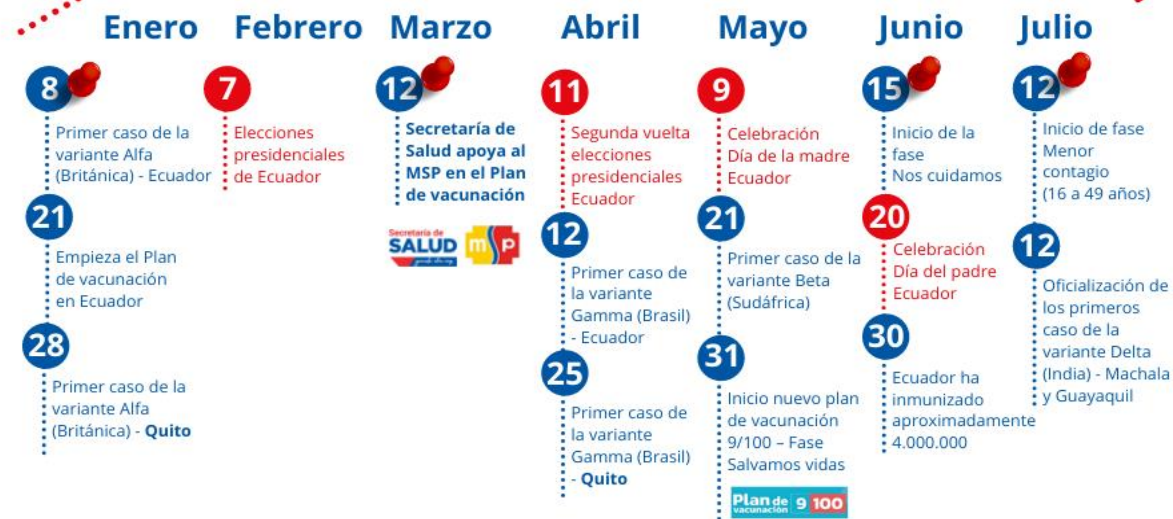 Enero
Febrero
Marzo
Abril
Mayo
Junio
Julio
8
Primer caso de la
variante Alfa
(Británica) - Ecuador
21
Empieza el Plan
de vacunación
en Ecuador
28
Primer caso de la
variante Alfa
(Británica) - Quito
7
Elecciones
presidenciales
de Ecuador
12
Secretaría de
Salud apoya al
MSP en el Plan
de vacunación
Secretaría de
SALUD
msp
11
Segunda vuelta
elecciones
presidenciales
Ecuador
12
Primer caso de
la variante
Gamma (Brasil)
- Ecuador
25
Primer caso de
la variante
Gamma (Brasil)
- Quito
9
Celebración
Día de la madre
Ecuador
21
Primer caso de la
variante Beta
(Sudáfrica)
31
Inicio nuevo plan
de vacunación
9/100 – Fase
Salvamos vidas
Plan de
vacunación
9 100
15
Inicio de la
fase
Nos cuidamos
20
Celebración
Día del padre
Ecuador
30
Ecuador ha
inmunizado
aproximadamente
4.000.000
12
Inicio de fase
Menor
contagio
(16 a 49 años)
12
Oficialización de
los primeros
caso de la
variante Delta
(India) - Machala
y Guayaquil